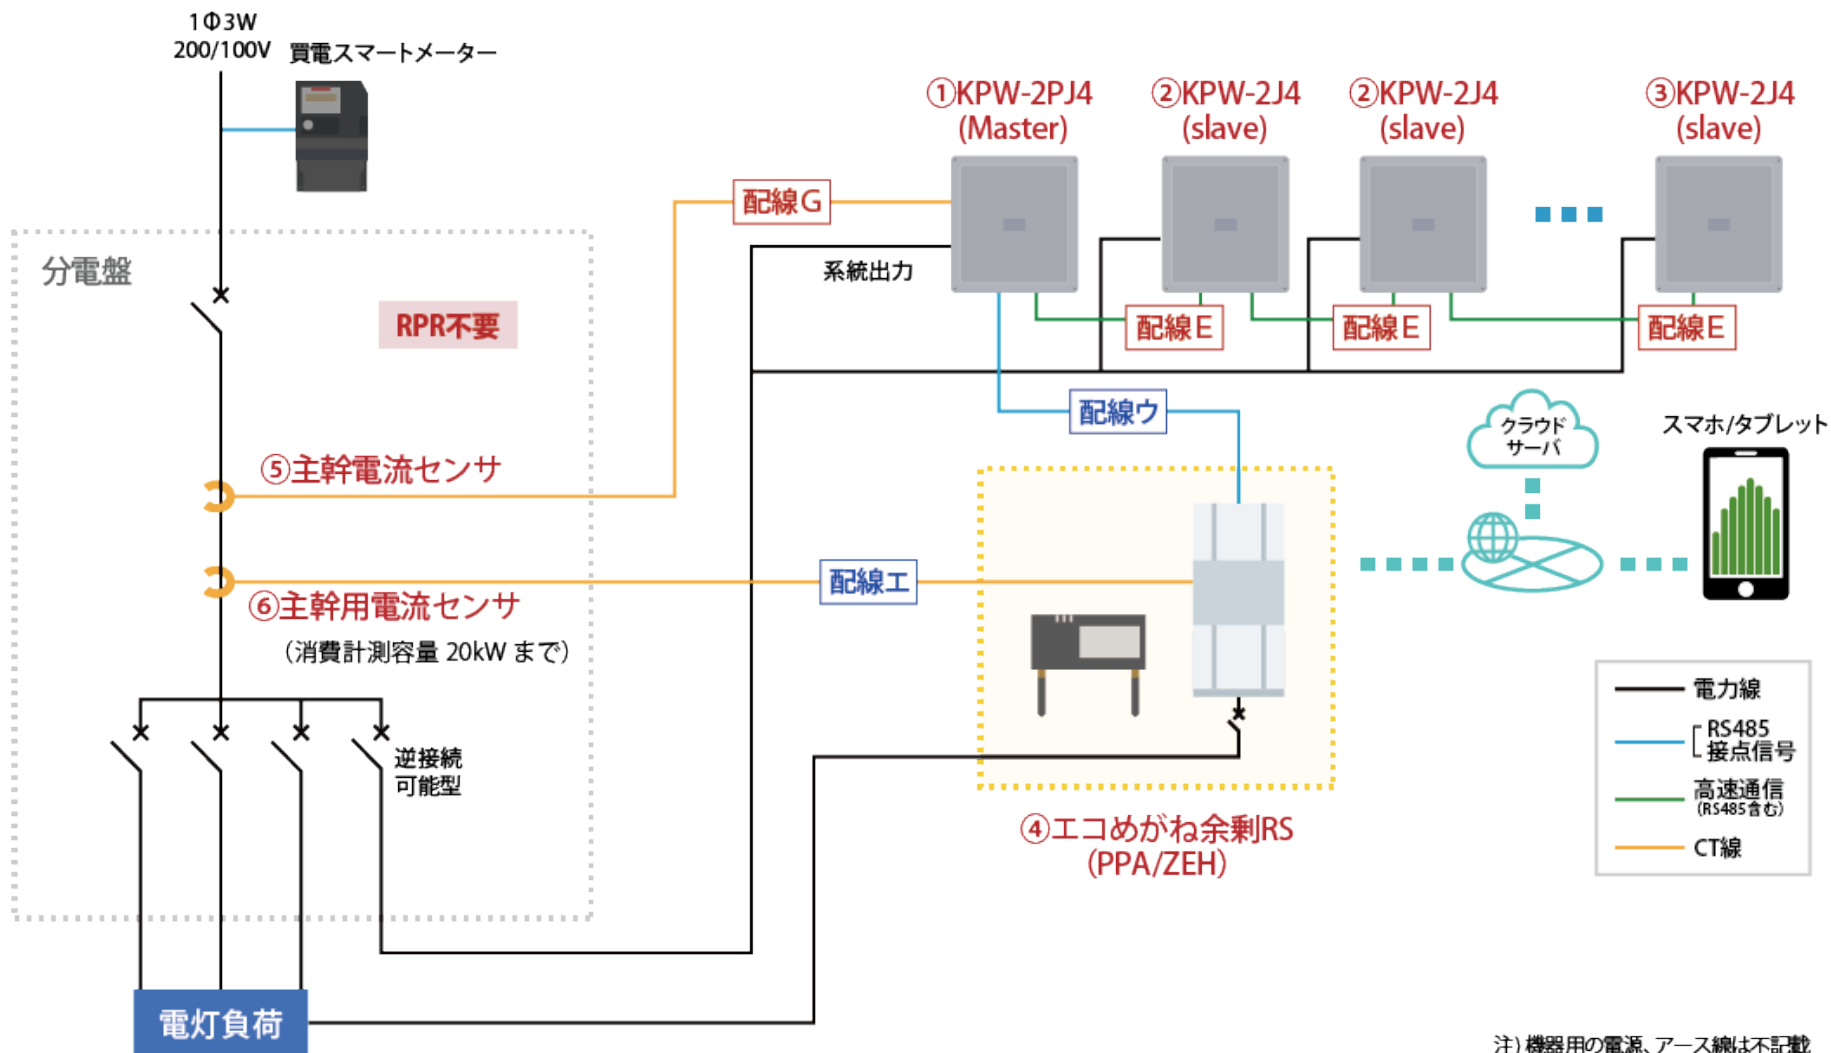 1Φ3W
200/100V
買電スマートメーター
①KPW-2PJ4
(Master)
②KPW-2J4
(slave)
②KPW-2J4
(slave)
③KPW-2J4
(slave)
配線G
分電盤
系統出力
RPR不要
配線E
配線E
配線E
配線ウ
クラウド
サーバ
スマホ/タブレット
⑤主幹電流センサ
配線エ
⑥主幹用電流センサ
（消費計測容量 20kW まで）
電力線
RS485
接点信号
高速通信
(RS485含む)
CT線
逆接続
可能型
④エコめがね余剰RS
(PPA/ZEH)
電灯負荷
注) 機器用の電源、アース線は不記載